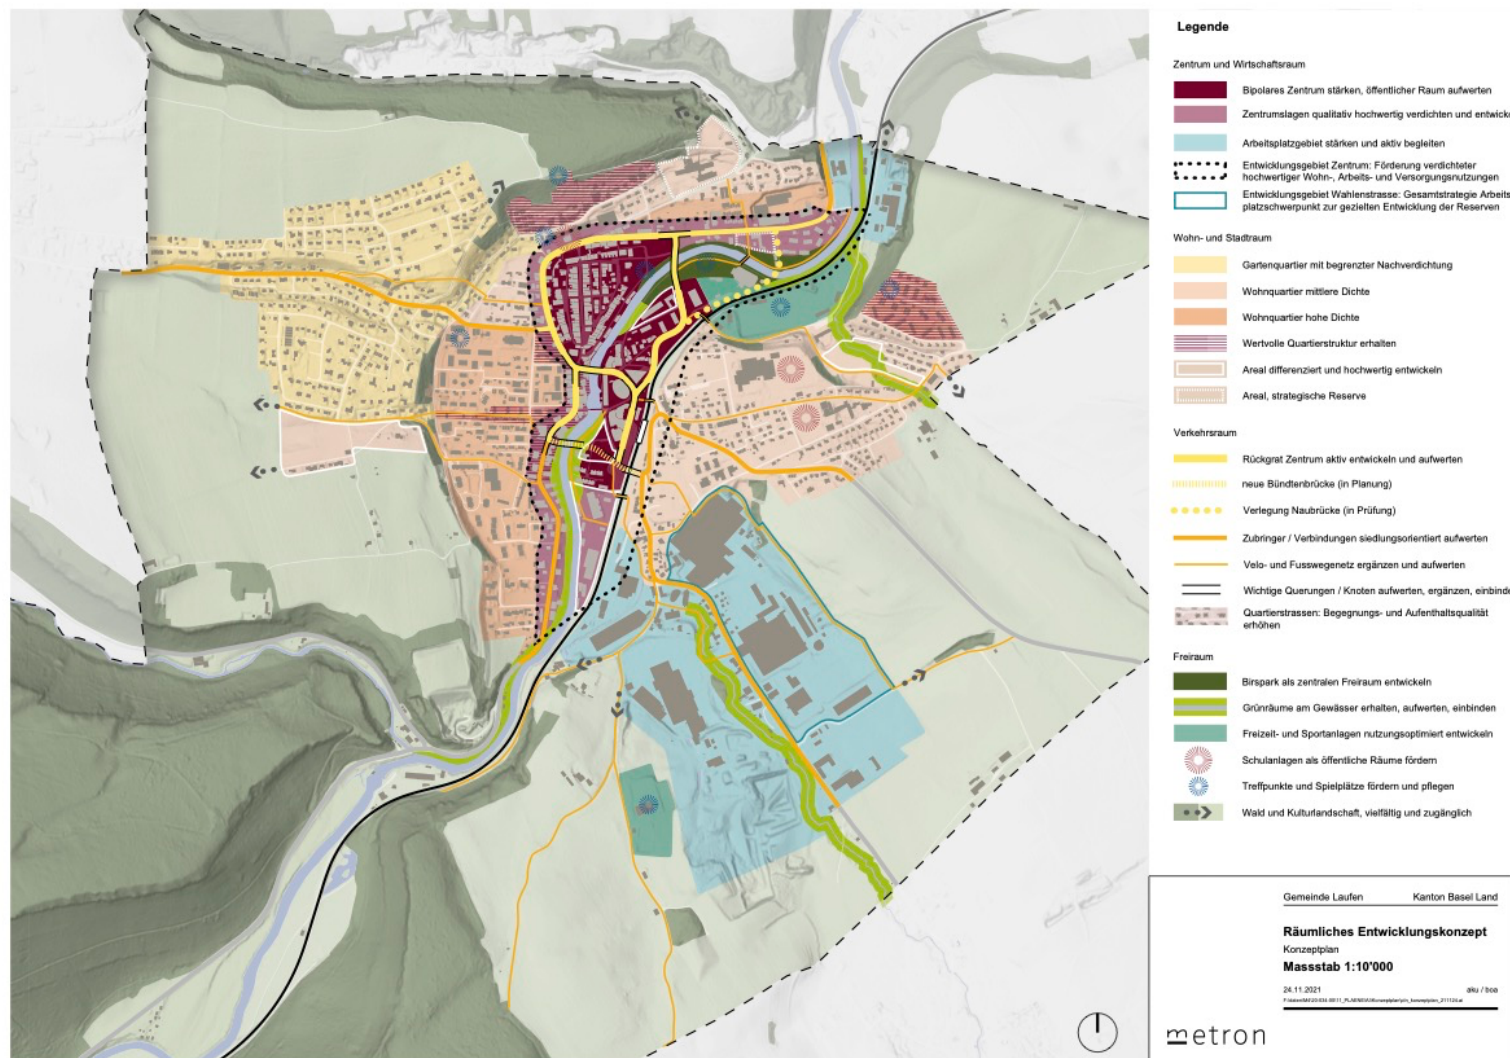 Legende
Zentrum und Wirtschaftsraum
Bipolares Zentrum stärken, öffentlicher Raum aufwerten
Zentrumslagen qualitativ hochwertig verdichten und entwicke
Arbeitsplatzgebiet stärken und aktiv begleiten
Entwicklungsgebiet Zentrum: Förderung verdichteter
hochwertiger Wohn-, Arbeits- und Versorgungsnutzungen
Entwicklungsgebiet Wahlenstrasse: Gesamtstrategie Arbeits
platzschwerpunkt zur gezielten Entwicklung der Reserven
Wohn- und Stadtraum
Gartenquartier mit begrenzter Nachverdichtung
Wohnquartier mittlere Dichte
Wohnquartier hohe Dichte
Wertvolle Quartierstruktur erhalten
Areal differenziert und hochwertig entwickeln
Areal, strategische Reserve
Verkehrsraum
Rückgrat Zentrum aktiv entwickeln und aufwerten
neue Bündtenbrücke (in Planung)
Verlegung Naubrücke (in Prüfung)
Zubringer / Verbindungen siedlungsorientiert aufwerten
Velo- und Fusswegenetz ergänzen und aufwerten
Wichtige Querungen / Knoten aufwerten, ergänzen, einbinde
Quartierstrassen: Begegnungs- und Aufenthaltsqualität
erhöhen
Freiraum
Birspark als zentralen Freiraum entwickeln
Grünräume am Gewässer erhalten, aufwerten, einbinden
Freizeit- und Sportanlagen nutzungsoptimiert entwickeln
Schulanlagen als öffentliche Räume fördern
Treffpunkte und Spielplätze fördern und pflegen
Wald und Kulturlandschaft, vielfältig und zugänglich
Gemeinde Laufen Kanton Basel Land
Räumliches Entwicklungskonzept
Konzeptplan
Massstab 1:10'000
24.11.2021 aku / boa
metron